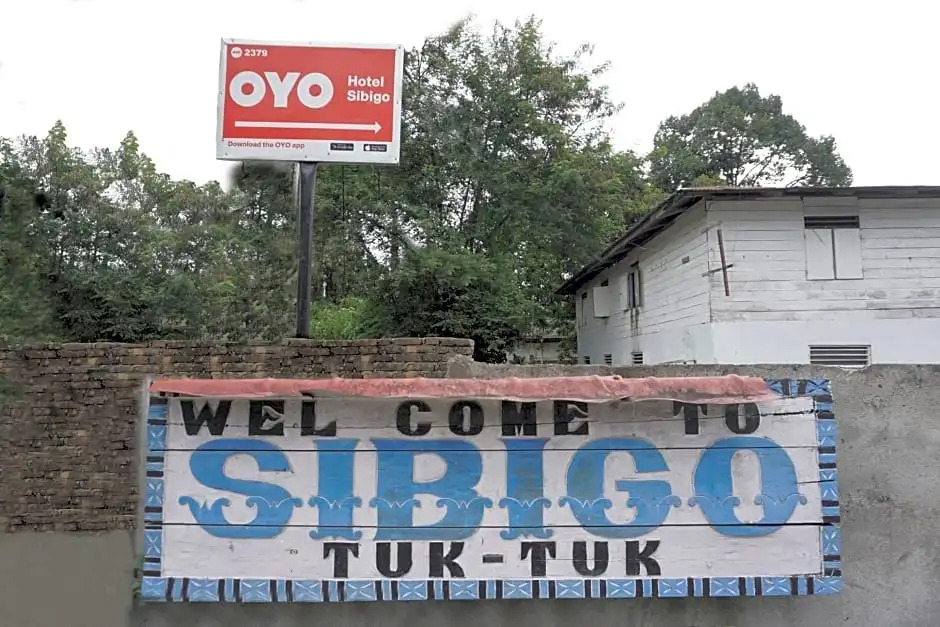 2379
OYO
Hotel
Sibigo
Download the OYO app
WEL COME TO
SIBIGO
TUK-TUK